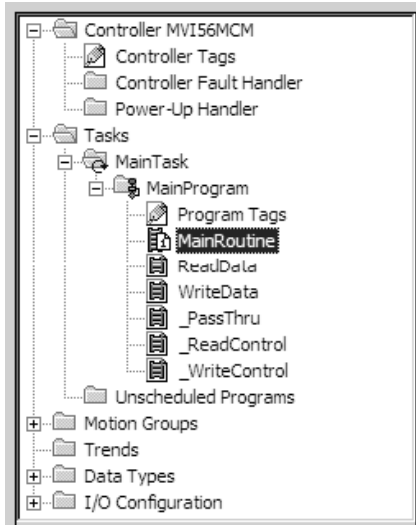 Controller MVI56MCM
Controller Tags
Controller Fault Handler
Power-Up Handler
Tasks
MainTask
MainProgram
Program Tags
MainRoutine
ReadData
WriteData
_PassThru
_ReadControl
_WriteControl
Unscheduled Programs
Motion Groups
Trends
Data Types
I/O Configuration